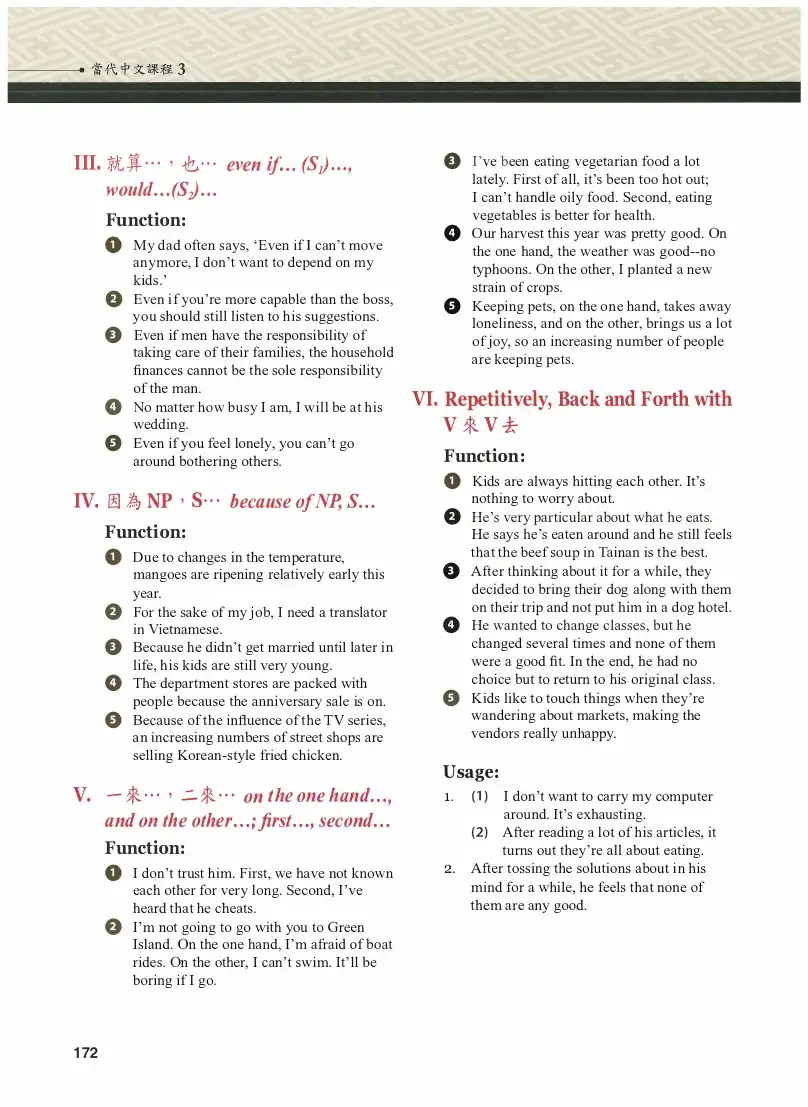 當代中文課程 3
III. 就算…，也… even if… (S₁)…,
would…(S₂)…
Function:
1 My dad often says, ‘Even if I can’t move
anymore, I don’t want to depend on my
kids.’
2 Even if you’re more capable than the boss,
you should still listen to his suggestions.
3 Even if men have the responsibility of
taking care of their families, the household
finances cannot be the sole responsibility
of the man.
4 No matter how busy I am, I will be at his
wedding.
5 Even if you feel lonely, you can’t go
around bothering others.
IV. 因為 NP，S… because of NP, S…
Function:
1 Due to changes in the temperature,
mangoes are ripening relatively early this
year.
2 For the sake of my job, I need a translator
in Vietnamese.
3 Because he didn’t get married until later in
life, his kids are still very young.
4 The department stores are packed with
people because the anniversary sale is on.
5 Because of the influence of the TV series,
an increasing numbers of street shops are
selling Korean-style fried chicken.
V. 一來…，二來… on the one hand…,
and on the other…; first…, second…
Function:
1 I don’t trust him. First, we have not known
each other for very long. Second, I’ve
heard that he cheats.
2 I’m not going to go with you to Green
Island. On the one hand, I’m afraid of boat
rides. On the other, I can’t swim. It’ll be
boring if I go.
3 I’ve been eating vegetarian food a lot
lately. First of all, it’s been too hot out;
I can’t handle oily food. Second, eating
vegetables is better for health.
4 Our harvest this year was pretty good. On
the one hand, the weather was good--no
typhoons. On the other, I planted a new
strain of crops.
5 Keeping pets, on the one hand, takes away
loneliness, and on the other, brings us a lot
of joy, so an increasing number of people
are keeping pets.
VI. Repetitively, Back and Forth with
V 來 V 去
Function:
1 Kids are always hitting each other. It’s
nothing to worry about.
2 He’s very particular about what he eats.
He says he’s eaten around and he still feels
that the beef soup in Tainan is the best.
3 After thinking about it for a while, they
decided to bring their dog along with them
on their trip and not put him in a dog hotel.
4 He wanted to change classes, but he
changed several times and none of them
were a good fit. In the end, he had no
choice but to return to his original class.
5 Kids like to touch things when they’re
wandering about markets, making the
vendors really unhappy.
Usage:
1. (1) I don’t want to carry my computer
around. It’s exhausting.
(2) After reading a lot of his articles, it
turns out they’re all about eating.
2. After tossing the solutions about in his
mind for a while, he feels that none of
them are any good.
172